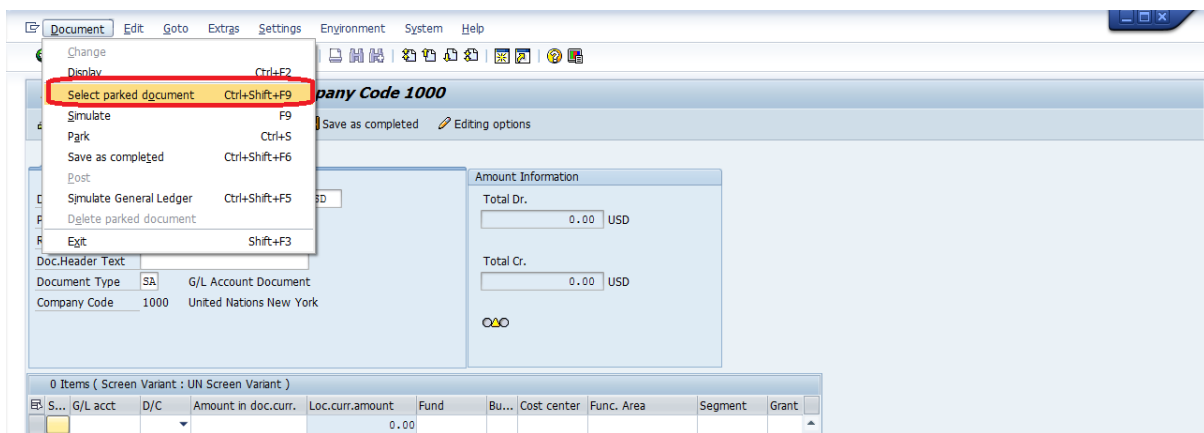 Document Edit Goto Extras Settings Environment System Help
Change
Display Ctrl+F2
Select parked document Ctrl+Shift+F9
pany Code 1000
Simulate F9
Save as completed Editing options
Park Ctrl+S
Save as completed Ctrl+Shift+F6
Post
Amount Information
Simulate General Ledger Ctrl+Shift+F5
Total Dr.
Delete parked document
0.00 USD
Exit Shift+F3
Doc.Header Text
Total Cr.
Document Type SA G/L Account Document
0.00 USD
Company Code 1000 United Nations New York
0 Items ( Screen Variant : UN Screen Variant )
S... G/L acct D/C Amount in doc.curr. Loc.curr.amount Fund Bu... Cost center Func. Area Segment Grant
0.00